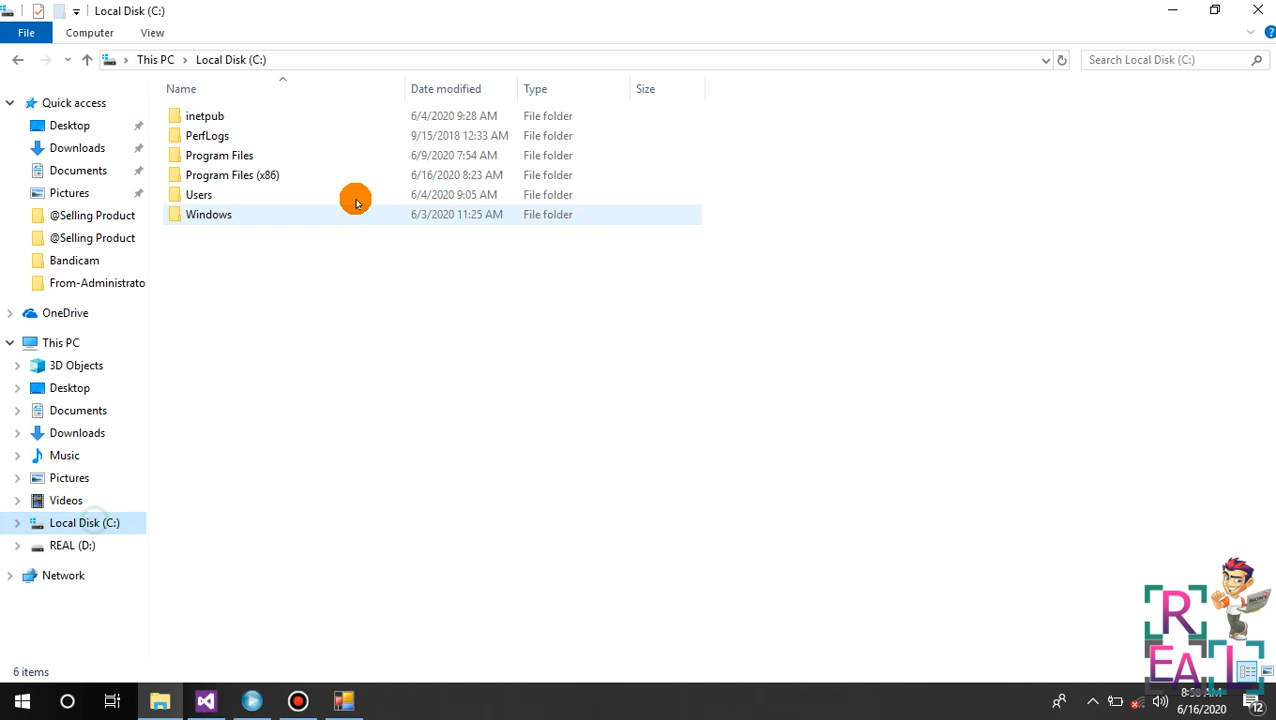 Local Disk (C:)
File Computer View
This PC Local Disk (C:) Search Local Disk (C:)
Name Date modified Type Size
inetpub 6/4/2020 9:28 AM File folder
PerfLogs 9/15/2018 12:33 AM File folder
Program Files 6/9/2020 7:54 AM File folder
Program Files (x86) 6/16/2020 8:23 AM File folder
Users 6/4/2020 9:05 AM File folder
Windows 6/3/2020 11:25 AM File folder
Quick access
Desktop
Downloads
Documents
Pictures
@Selling Product
@Selling Product
Bandicam
From-Administrato
OneDrive
This PC
3D Objects
Desktop
Documents
Downloads
Music
Pictures
Videos
Local Disk (C:)
REAL (D:)
Network
6 items
R
EA L
SONY
6/16/2020
12